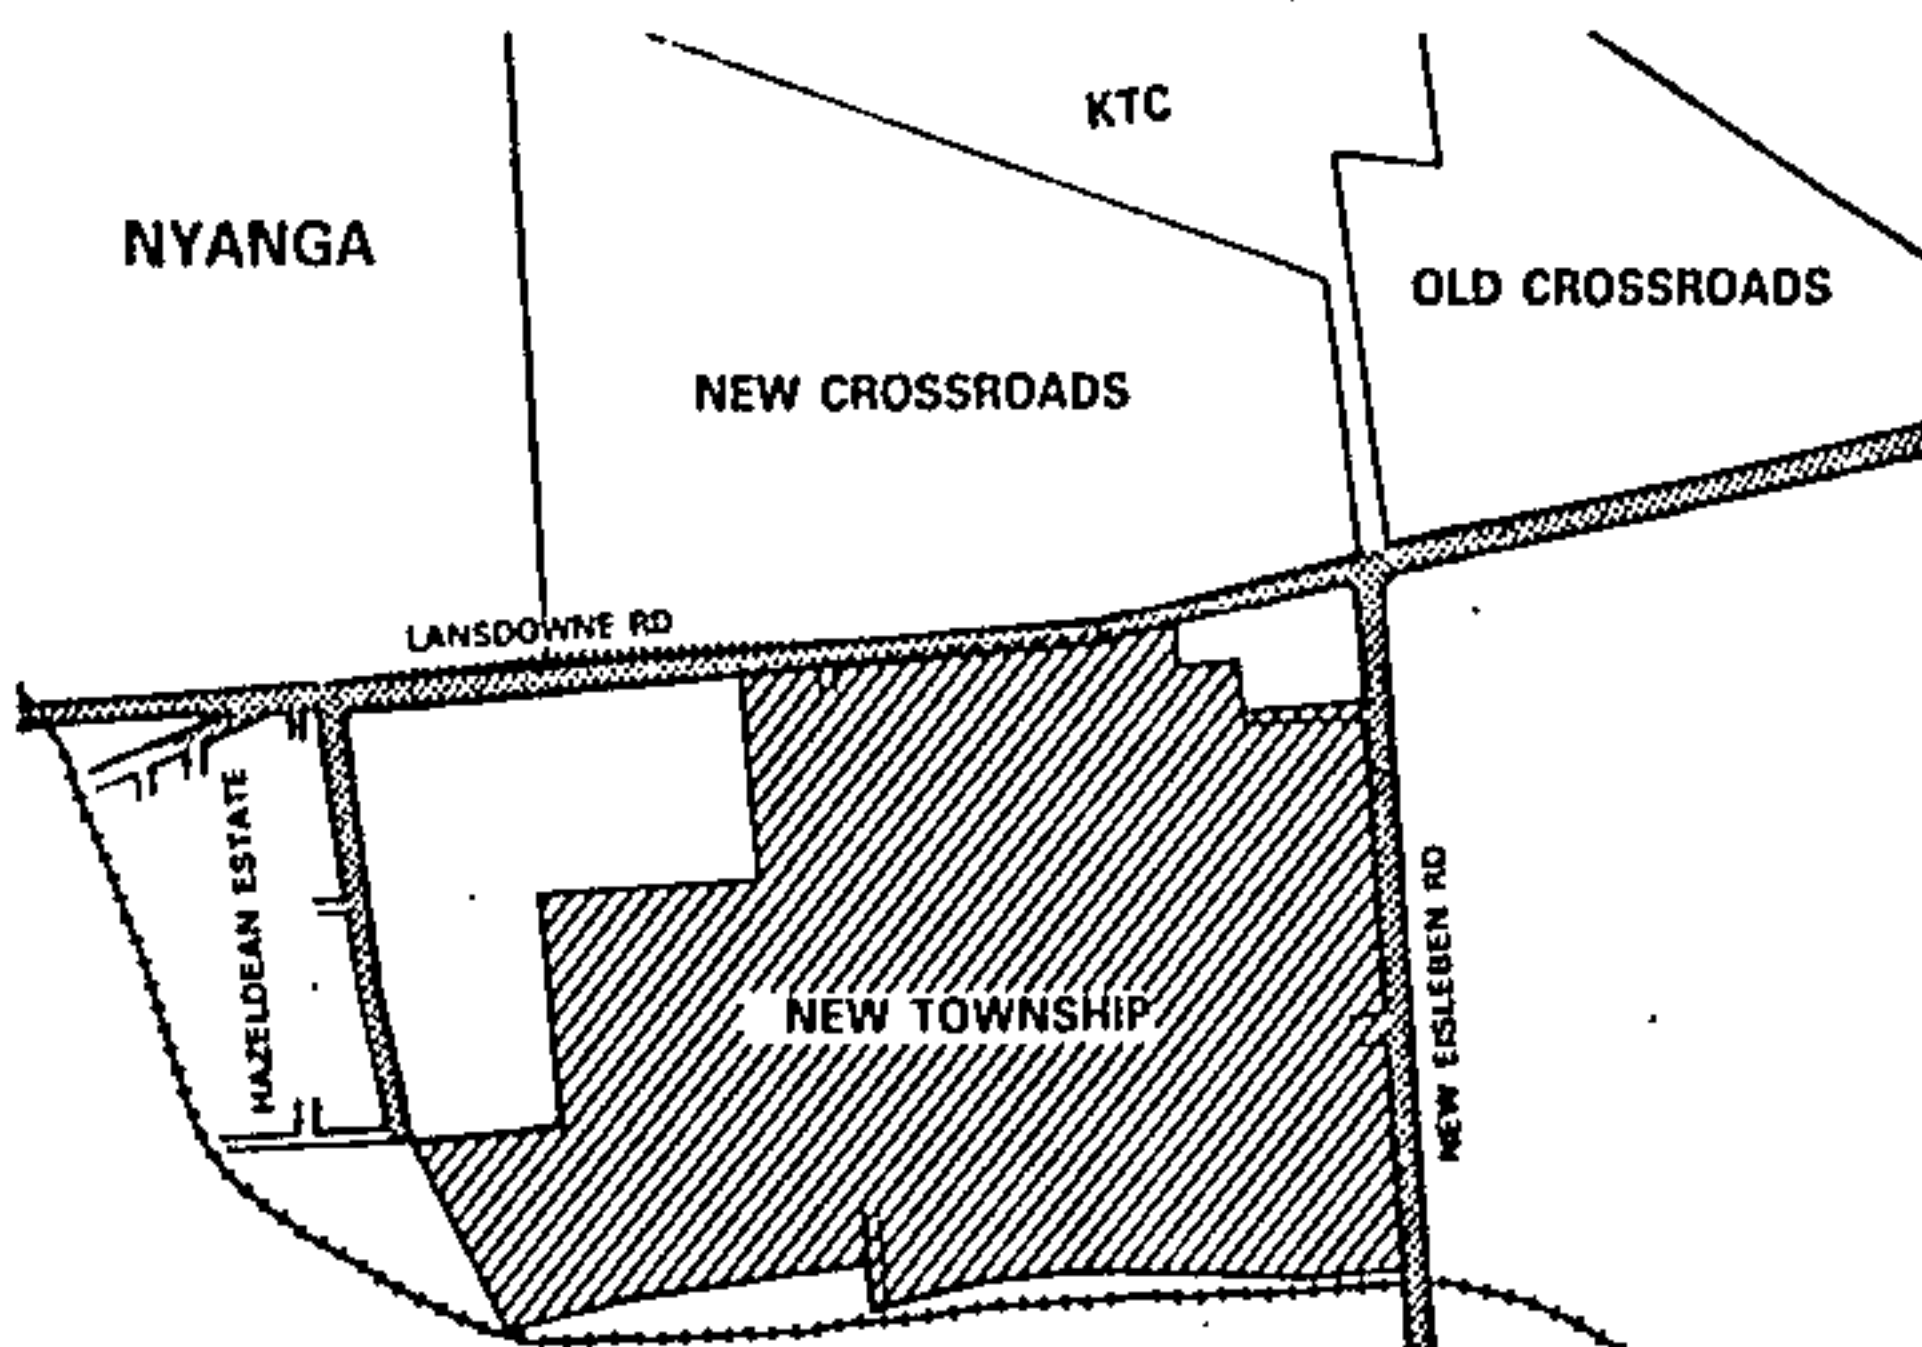 KTC
NYANGA
OLD CROSSROADS
NEW CROSSROADS
LANSDOWNE RD
HAZELDEAN ESTATE
NEW TOWNSHIP
NEW EISLEBEN RD